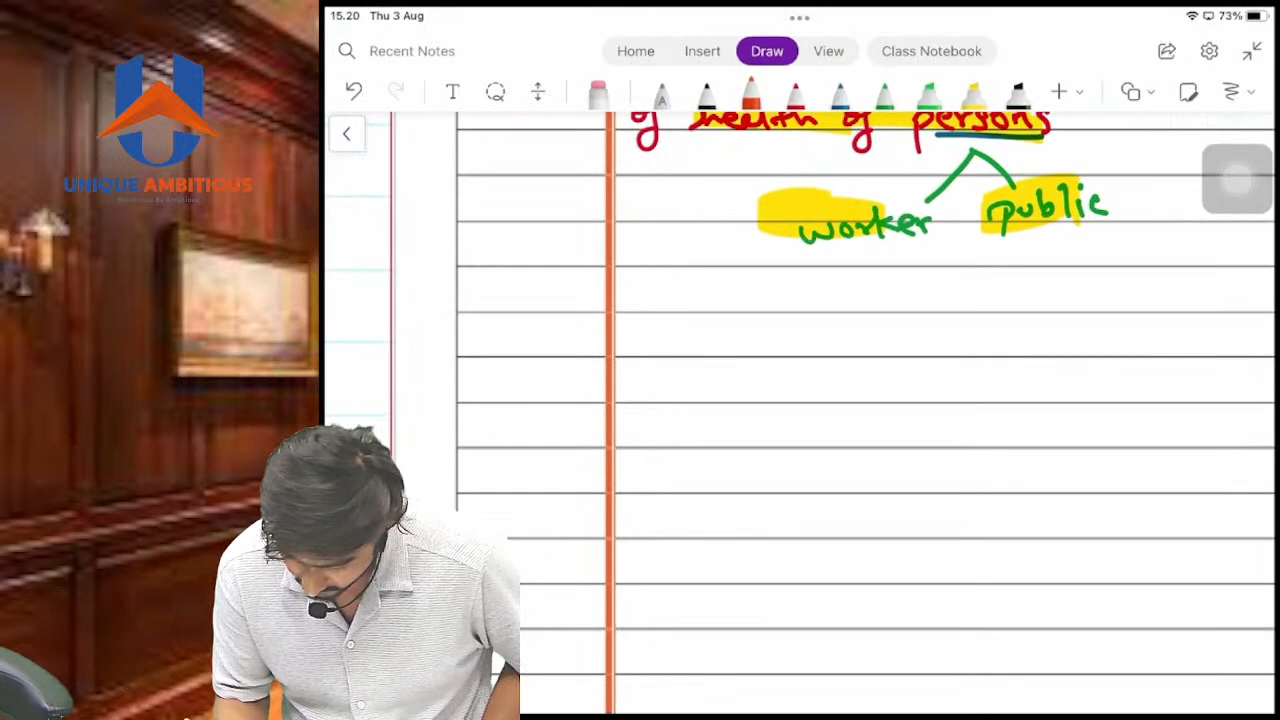 15.20 Thu 3 Aug
73%
Recent Notes
Home Insert Draw View Class Notebook
T
A
of health of persons
worker public
UNIQUE AMBITIOUS